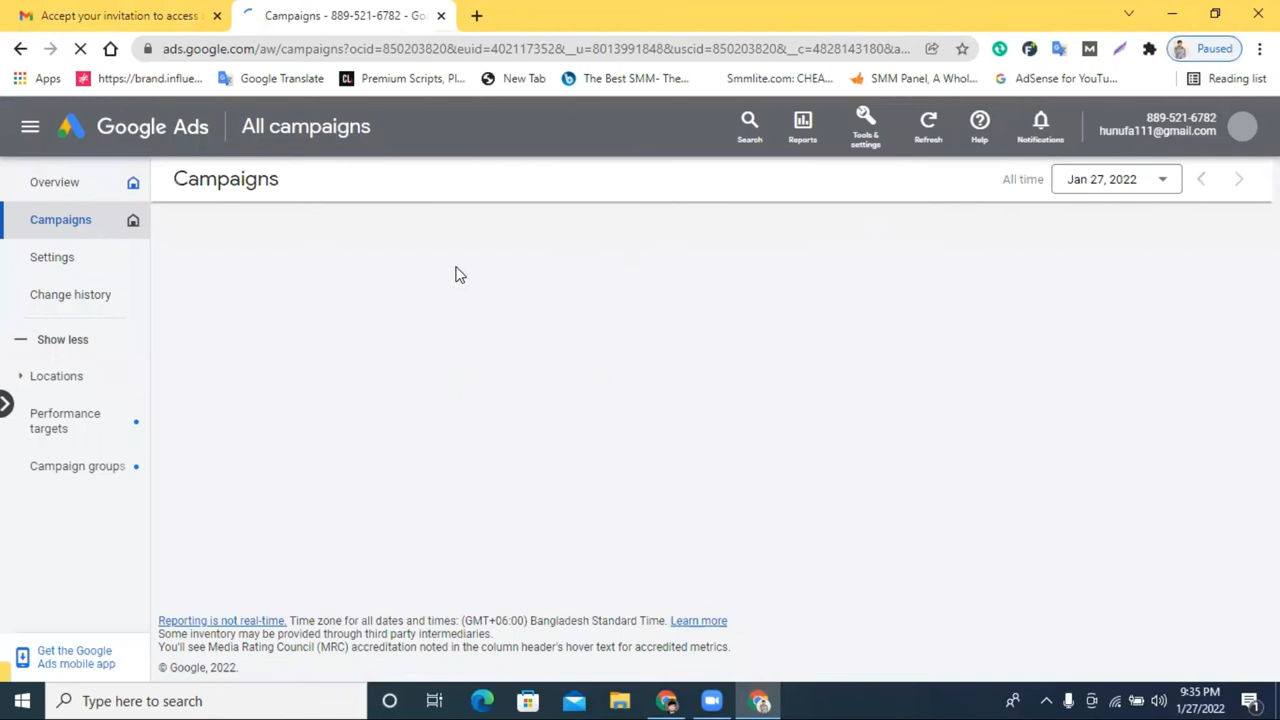 Accept your invitation to access
Campaigns - 889-521-6782 - Go
ads.google.com/aw/campaigns?ocid=850203820&euid=402117352&__u=8013991848&uscid=850203820&__c=4828143180&a...
Paused
Apps
https://brand.influe...
Google Translate
Premium Scripts, Pl...
New Tab
The Best SMM- The...
Smmlite.com: CHEA...
SMM Panel, A Whol...
AdSense for YouTu...
Reading list
Google Ads
All campaigns
Search
Reports
Tools & settings
Refresh
Help
Notifications
889-521-6782
hunufa111@gmail.com
Overview
Campaigns
Settings
Change history
Show less
Locations
Performance
targets
Campaign groups
Get the Google
Ads mobile app
Campaigns
All time
Jan 27, 2022
Reporting is not real-time. Time zone for all dates and times: (GMT+06:00) Bangladesh Standard Time. Learn more
Some inventory may be provided through third party intermediaries.
You'll see Media Rating Council (MRC) accreditation noted in the column header's hover text for accredited metrics.
© Google, 2022.
Type here to search
9:35 PM
1/27/2022